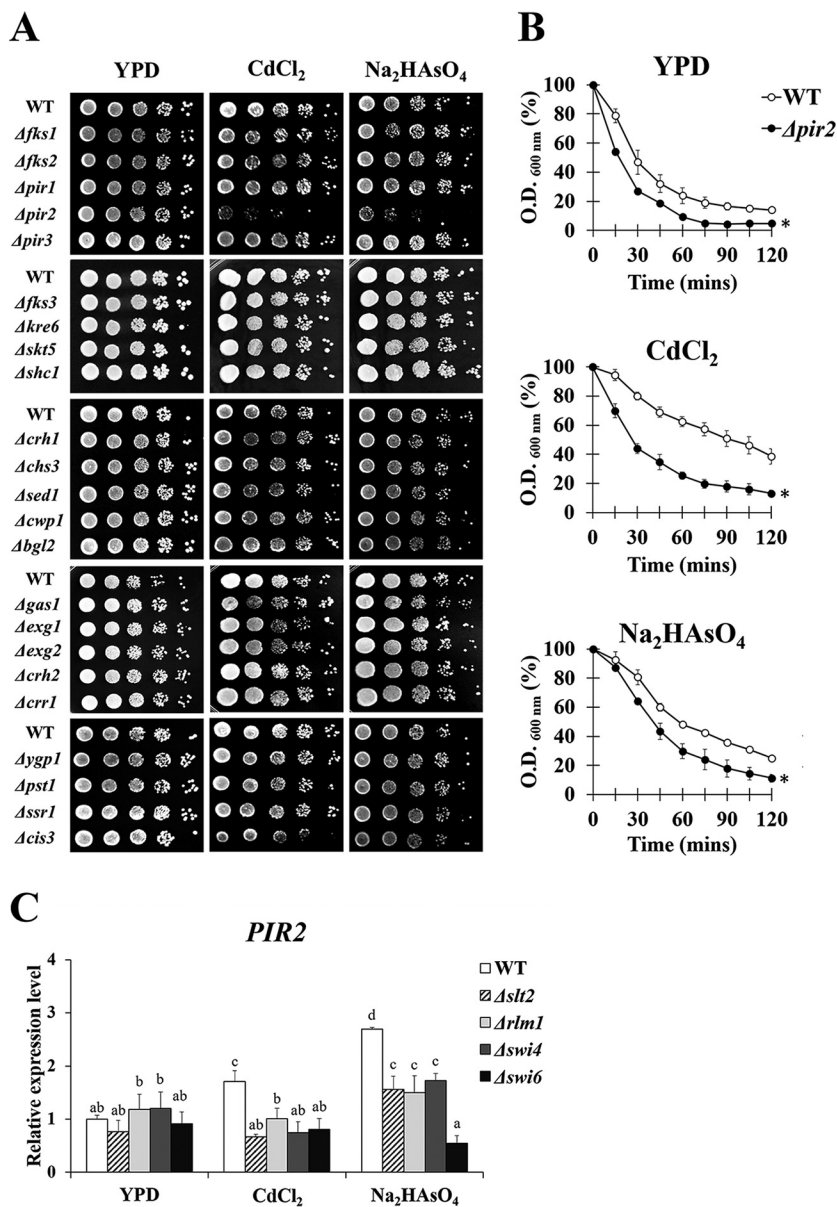 A
YPD CdCl2 Na2HAsO4
WT
Δfks1
Δfks2
Δpir1
Δpir2
Δpir3
WT
Δfks3
Δkre6
Δskt5
Δshc1
WT
Δcrh1
Δchs3
Δsed1
Δcwp1
Δbgl2
WT
Δgas1
Δexg1
Δexg2
Δcrh2
Δcrr1
WT
Δygp1
Δpst1
Δssr1
Δcis3
B
YPD
WT
Δpir2
O.D. 600 nm (%)
100
80
60
40
20
0
*
0 30 60 90 120
Time (mins)
CdCl2
O.D. 600 nm (%)
100
80
60
40
20
0
*
0 30 60 90 120
Time (mins)
Na2HAsO4
O.D. 600 nm (%)
100
80
60
40
20
0
*
0 30 60 90 120
Time (mins)
C
PIR2
Relative expression level
4
3
2
1
0
ab ab b b ab
c ab b ab ab
d c c c a
YPD CdCl2 Na2HAsO4
WT
Δslt2
Δrlm1
Δswi4
Δswi6